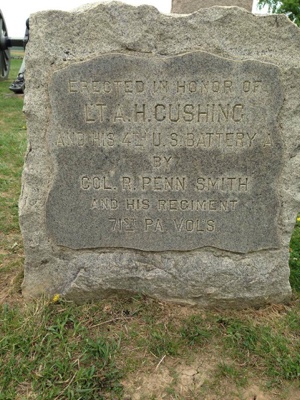 ERECTED IN HONOR OF
LT. A. H. CUSHING
AND HIS 4TH U. S. BATTERY A
BY
COL. R. PENN SMITH
AND HIS REGIMENT
71ST PA VOLS